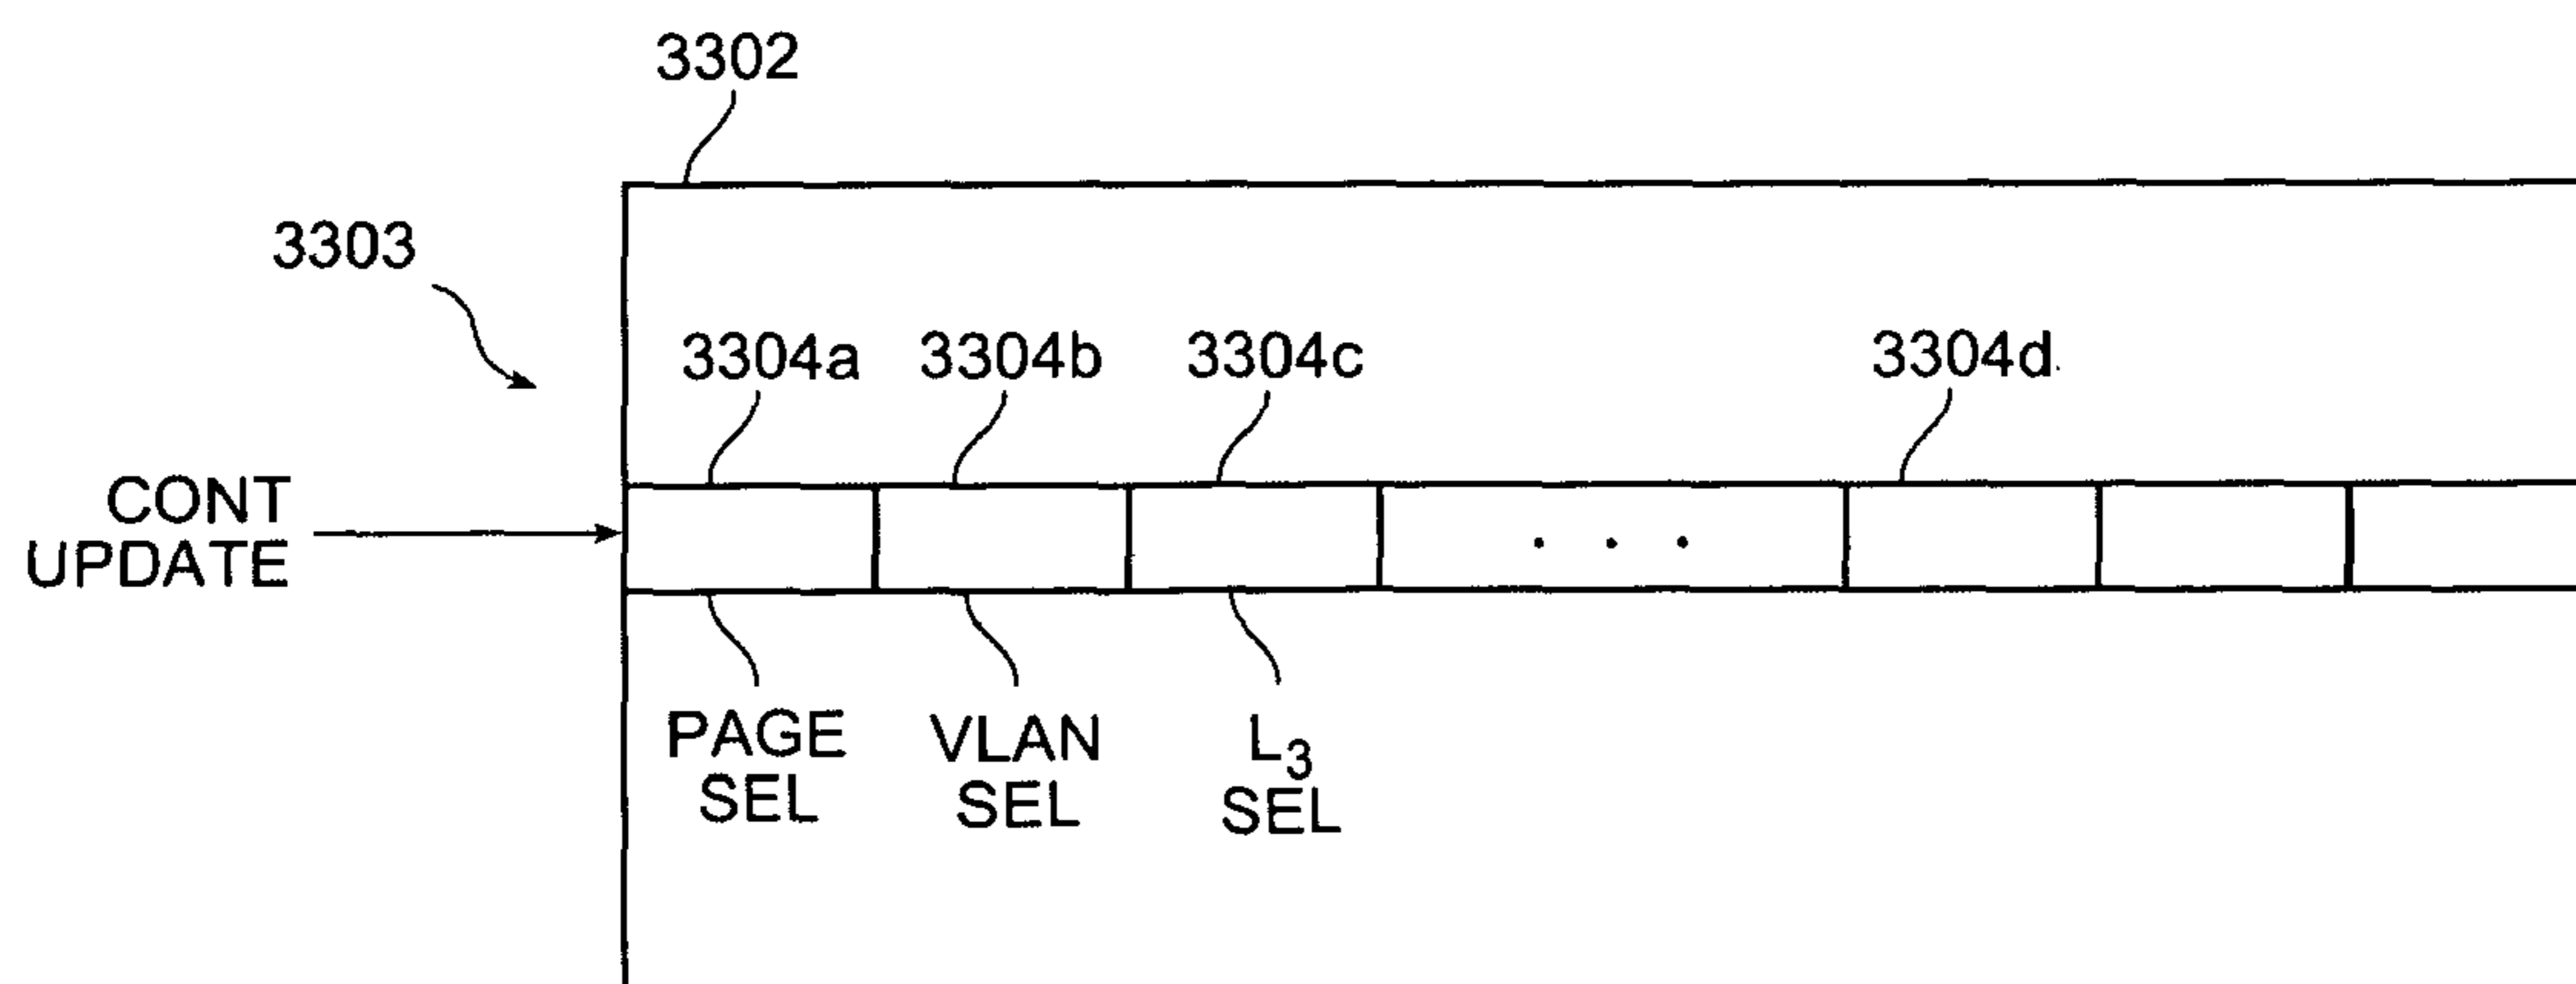 3302
3303
3304a 3304b 3304c 3304d
CONT
UPDATE
. . .
PAGE
SEL
VLAN
SEL
L3
SEL